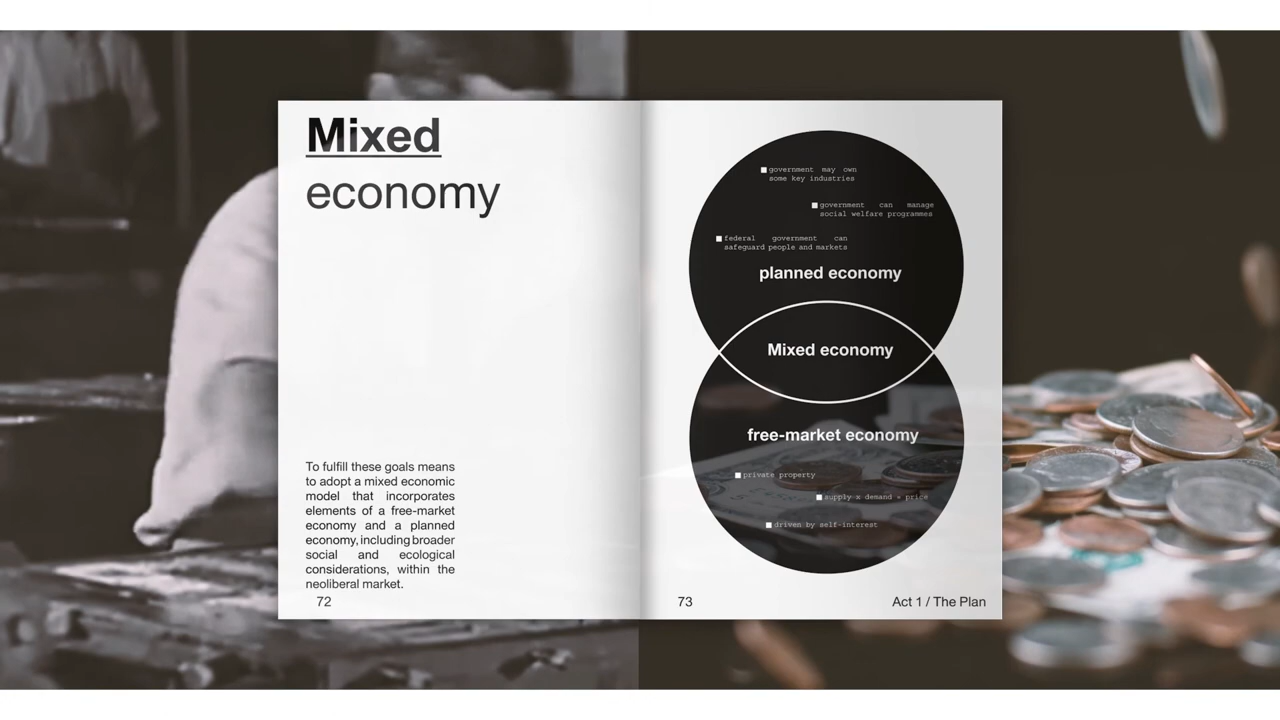 Mixed
economy
To fulfill these goals means
to adopt a mixed economic
model that incorporates
elements of a free-market
economy and a planned
economy, including broader
social and ecological
considerations, within the
neoliberal market.
72
government may own
some key industries
government can manage
social welfare programmes
federal government can
safeguard people and markets
planned economy
Mixed economy
free-market economy
private property
supply x demand = price
driven by self-interest
73
Act 1 / The Plan